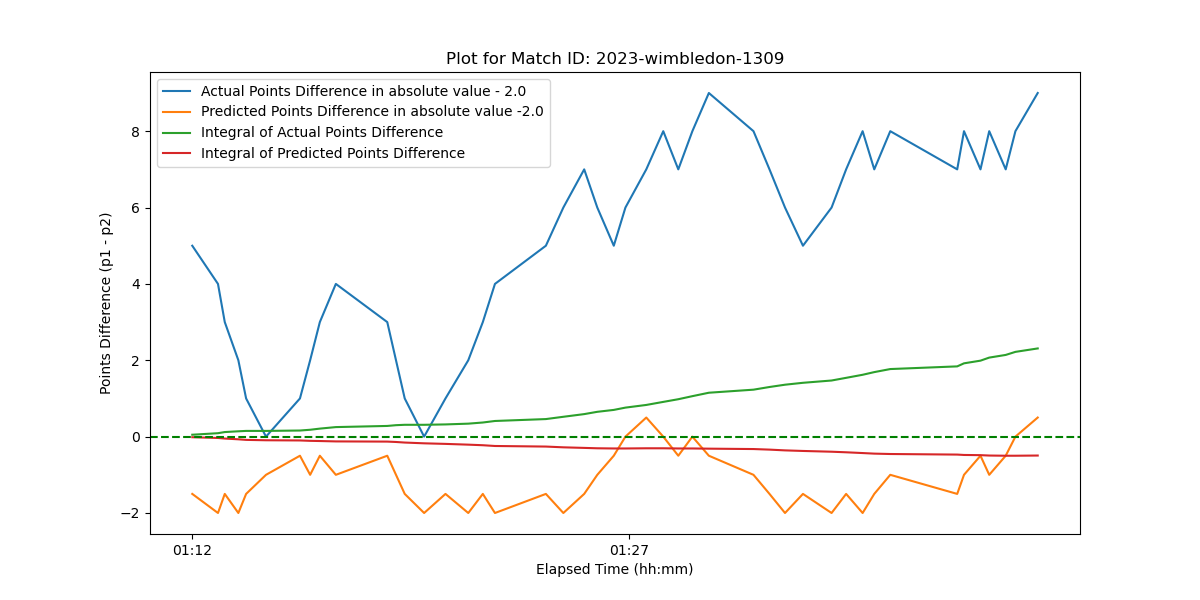 Plot for Match ID: 2023-wimbledon-1309
Actual Points Difference in absolute value - 2.0
Predicted Points Difference in absolute value -2.0
Integral of Actual Points Difference
Integral of Predicted Points Difference
Points Difference (p1 - p2)
8
6
4
2
0
−2
01:12
01:27
Elapsed Time (hh:mm)